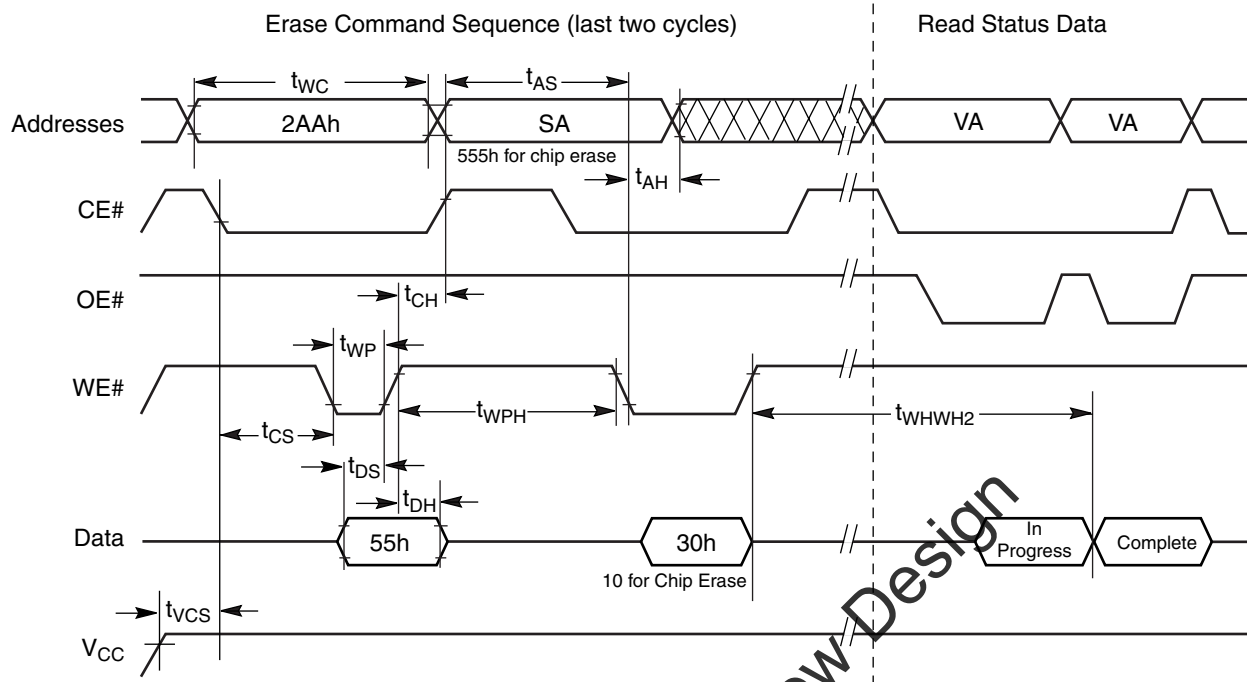 Erase Command Sequence (last two cycles)
Read Status Data
tWC
tAS
Addresses
2AAh
SA
VA
VA
555h for chip erase
tAH
CE#
OE#
tCH
tWP
WE#
tWPH
tWHWH2
tCS
tDS
tDH
Data
55h
30h
In
Progress
Complete
10 for Chip Erase
tVCS
VCC
Design